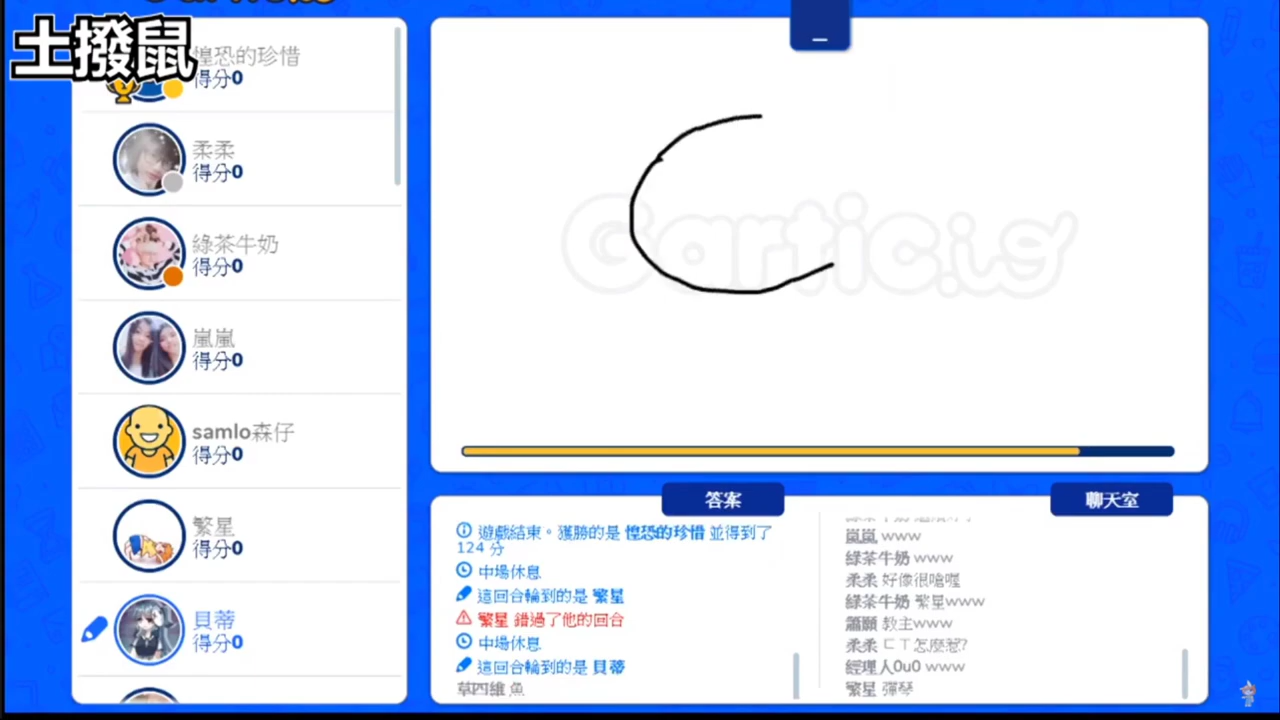 土撥鼠
惶恐的珍惜
得分0
柔柔
得分0
綠茶牛奶
得分0
嵐嵐
得分0
samlo森仔
得分0
繁星
得分0
貝蒂
得分0
Gartic.io
答案
遊戲結束。獲勝的是 惶恐的珍惜 並得到了
124 分
中場休息
這回合輪到的是 繁星
繁星 錯過了他的回合
中場休息
這回合輪到的是 貝蒂
草四維 魚
聊天室
嵐嵐 www
綠茶牛奶 www
柔柔 好像很嗆喔
綠茶牛奶 繁星www
蕭願 教主www
柔柔 ㄈㄒ怎麼惹?
經理人0u0 www
繁星 彈琴